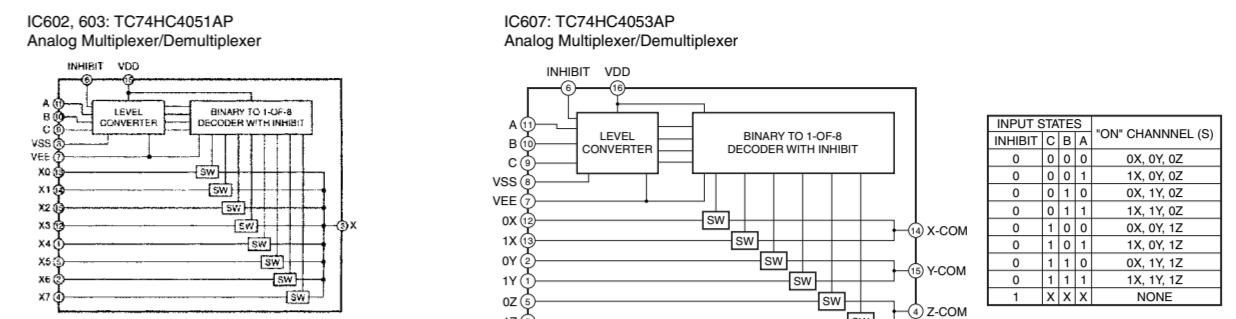 IC602, 603: TC74HC4051AP
Analog Multiplexer/Demultiplexer
INHIBIT VDD
6 16
A 11
B 10
C 9
VSS 8
VEE 7
LEVEL
CONVERTER
BINARY TO 1-OF-8
DECODER WITH INHIBIT
X0 13 SW
X1 14 SW
X2 15 SW
X3 12 SW
3 X
X4 1 SW
X5 5 SW
X6 2 SW
X7 4 SW
IC607: TC74HC4053AP
Analog Multiplexer/Demultiplexer
INHIBIT VDD
6 16
A 11
B 10
C 9
VSS 8
VEE 7
LEVEL
CONVERTER
BINARY TO 1-OF-8
DECODER WITH INHIBIT
0X 12 SW
14 X-COM
1X 13 SW
0Y 2 SW
15 Y-COM
1Y 1 SW
0Z 5 SW
4 Z-COM
INPUT STATES "ON" CHANNNEL (S)
INHIBIT C B A
0 0 0 0 0X, 0Y, 0Z
0 0 0 1 1X, 0Y, 0Z
0 0 1 0 0X, 1Y, 0Z
0 0 1 1 1X, 1Y, 0Z
0 1 0 0 0X, 0Y, 1Z
0 1 0 1 1X, 0Y, 1Z
0 1 1 0 0X, 1Y, 1Z
0 1 1 1 1X, 1Y, 1Z
1 X X X NONE